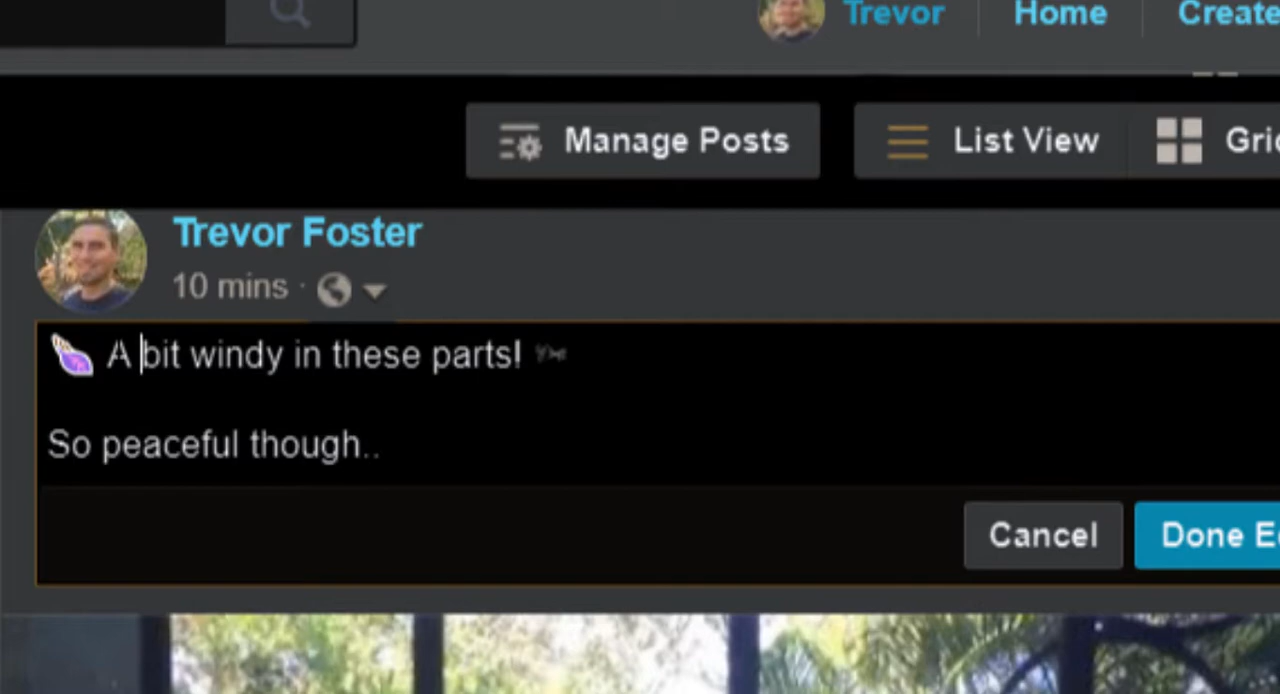 Trevor Home Create
Manage Posts List View
Trevor Foster
10 mins ·
A bit windy in these parts!
So peaceful though..
Cancel Done